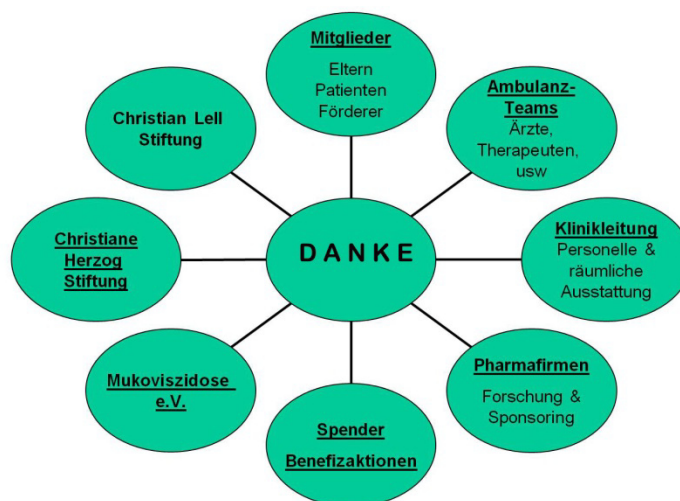 Mitglieder
Eltern
Patienten
Förderer
Ambulanz-
Teams
Ärzte,
Therapeuten,
usw
Klinikleitung
Personelle &
räumliche
Ausstattung
Pharmafirmen
Forschung &
Sponsoring
Spender
Benefizaktionen
Mukoviszidose
e.V.
Christiane
Herzog
Stiftung
Christian Lell
Stiftung
D A N K E